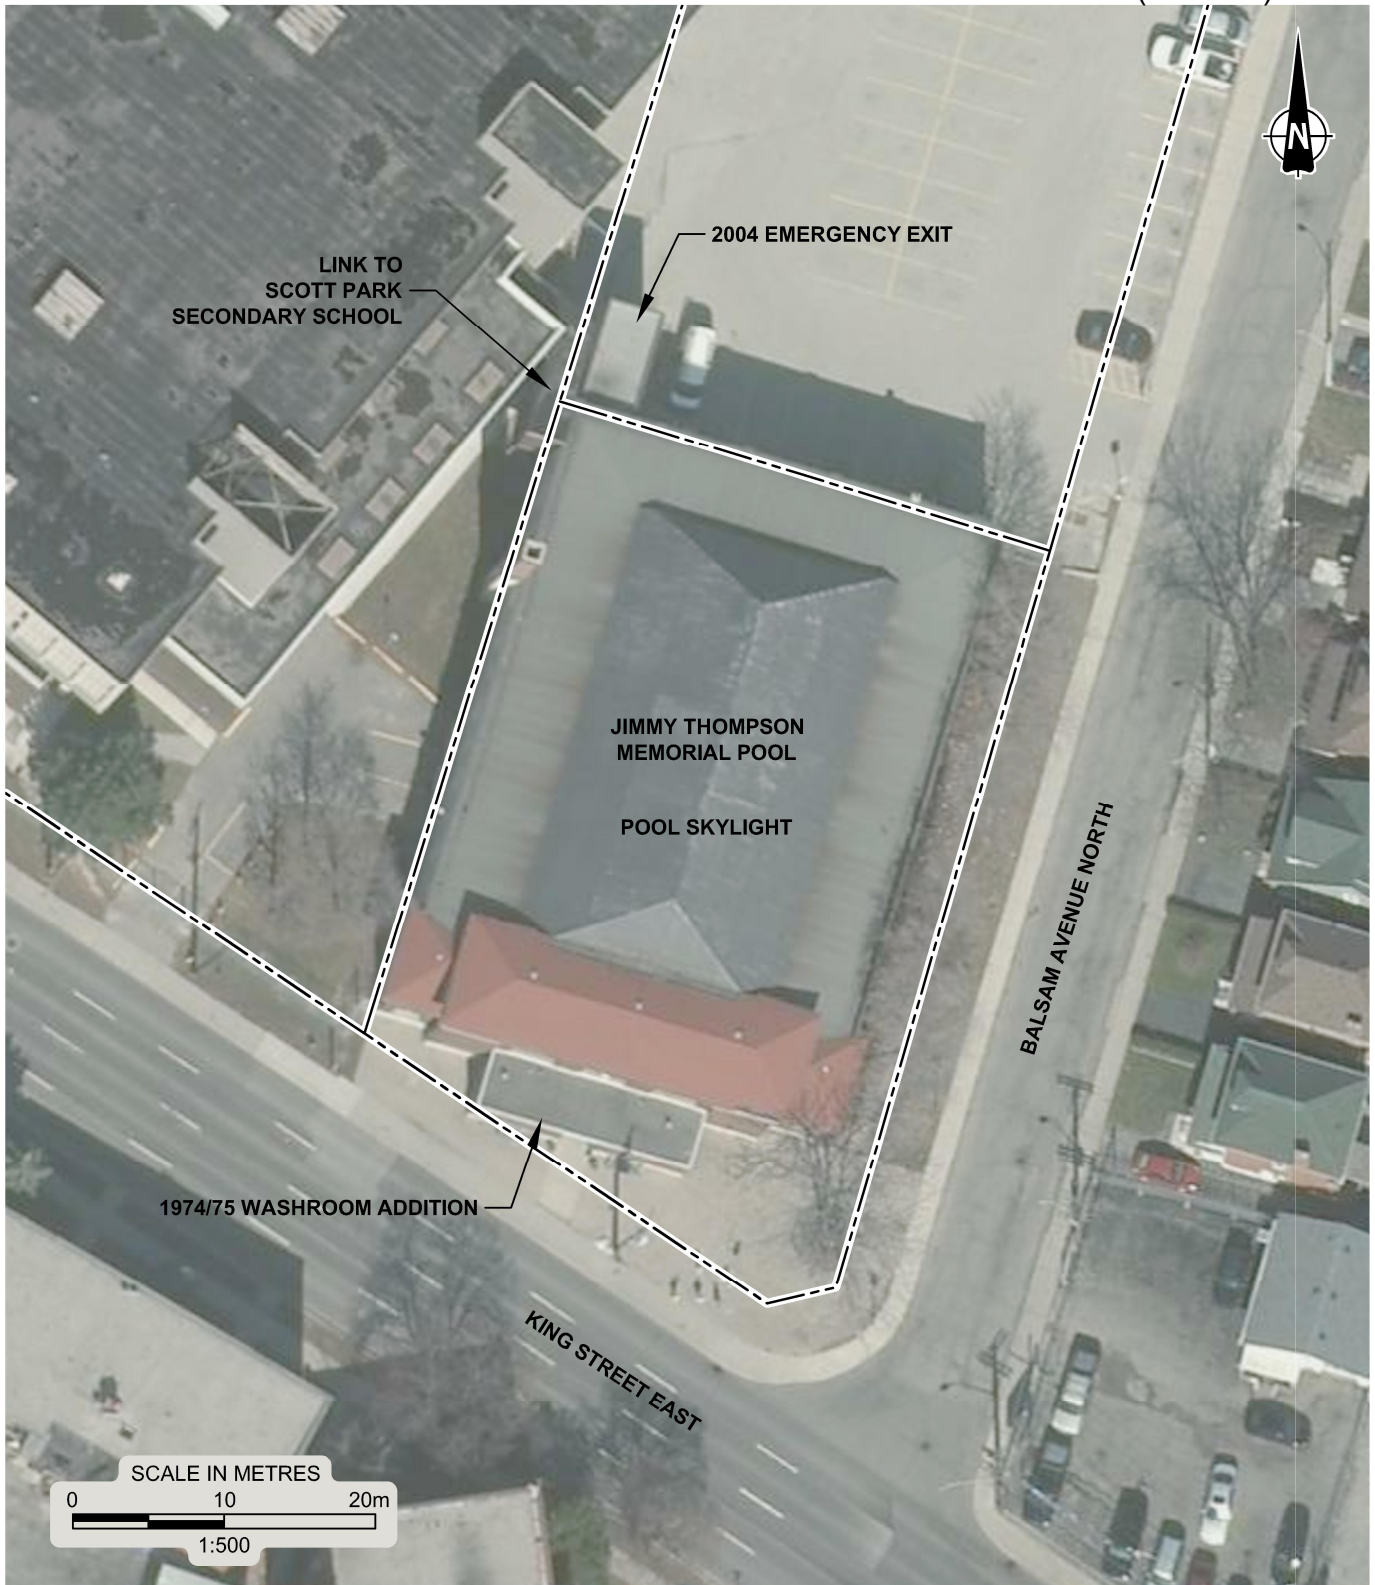 N
2004 EMERGENCY EXIT
LINK TO
SCOTT PARK
SECONDARY SCHOOL
JIMMY THOMPSON
MEMORIAL POOL
POOL SKYLIGHT
BALSAM AVENUE NORTH
1974/75 WASHROOM ADDITION
KING STREET EAST
SCALE IN METRES
0 10 20m
1:500